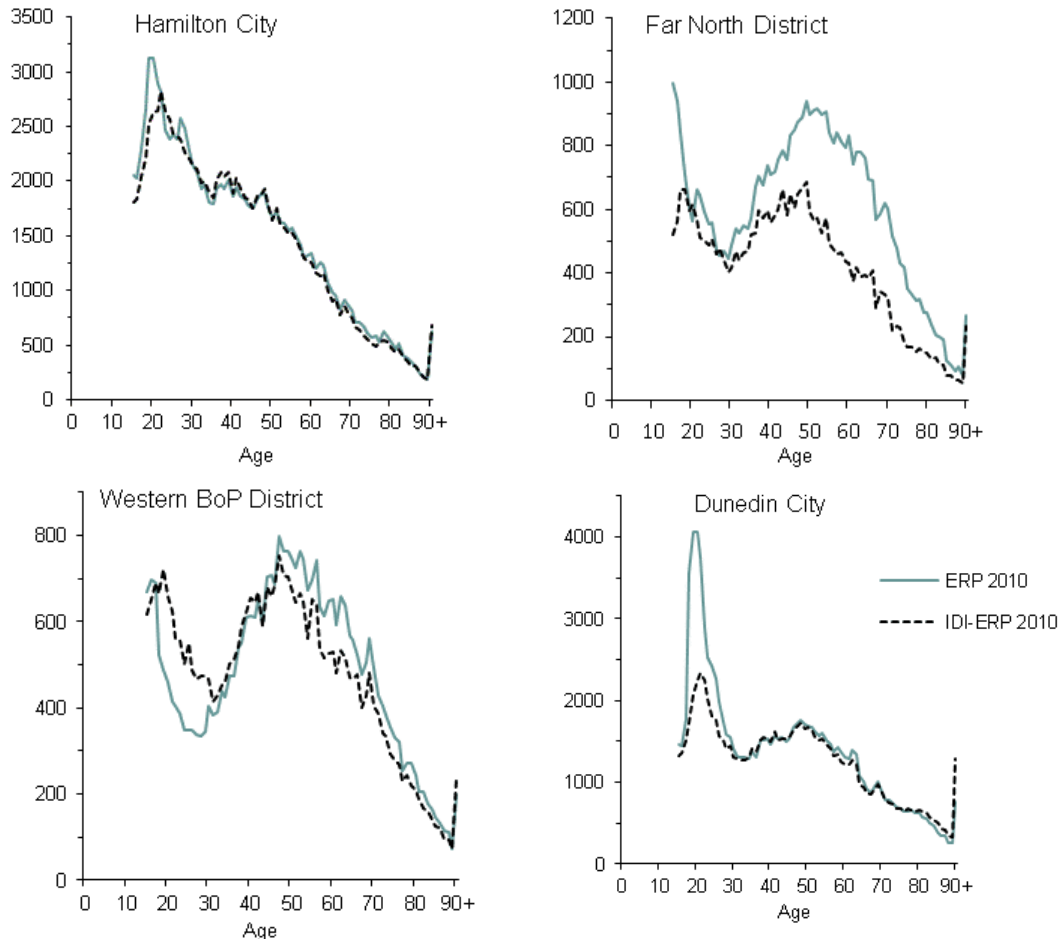 Hamilton City
3500
3000
2500
2000
1500
1000
500
0
0 10 20 30 40 50 60 70 80 90+
Age
Far North District
1200
1000
800
600
400
200
0
0 10 20 30 40 50 60 70 80 90+
Age
Western BoP District
800
600
400
200
0
0 10 20 30 40 50 60 70 80 90+
Age
Dunedin City
4000
3000
2000
1000
0
0 10 20 30 40 50 60 70 80 90+
Age
ERP 2010
IDI-ERP 2010